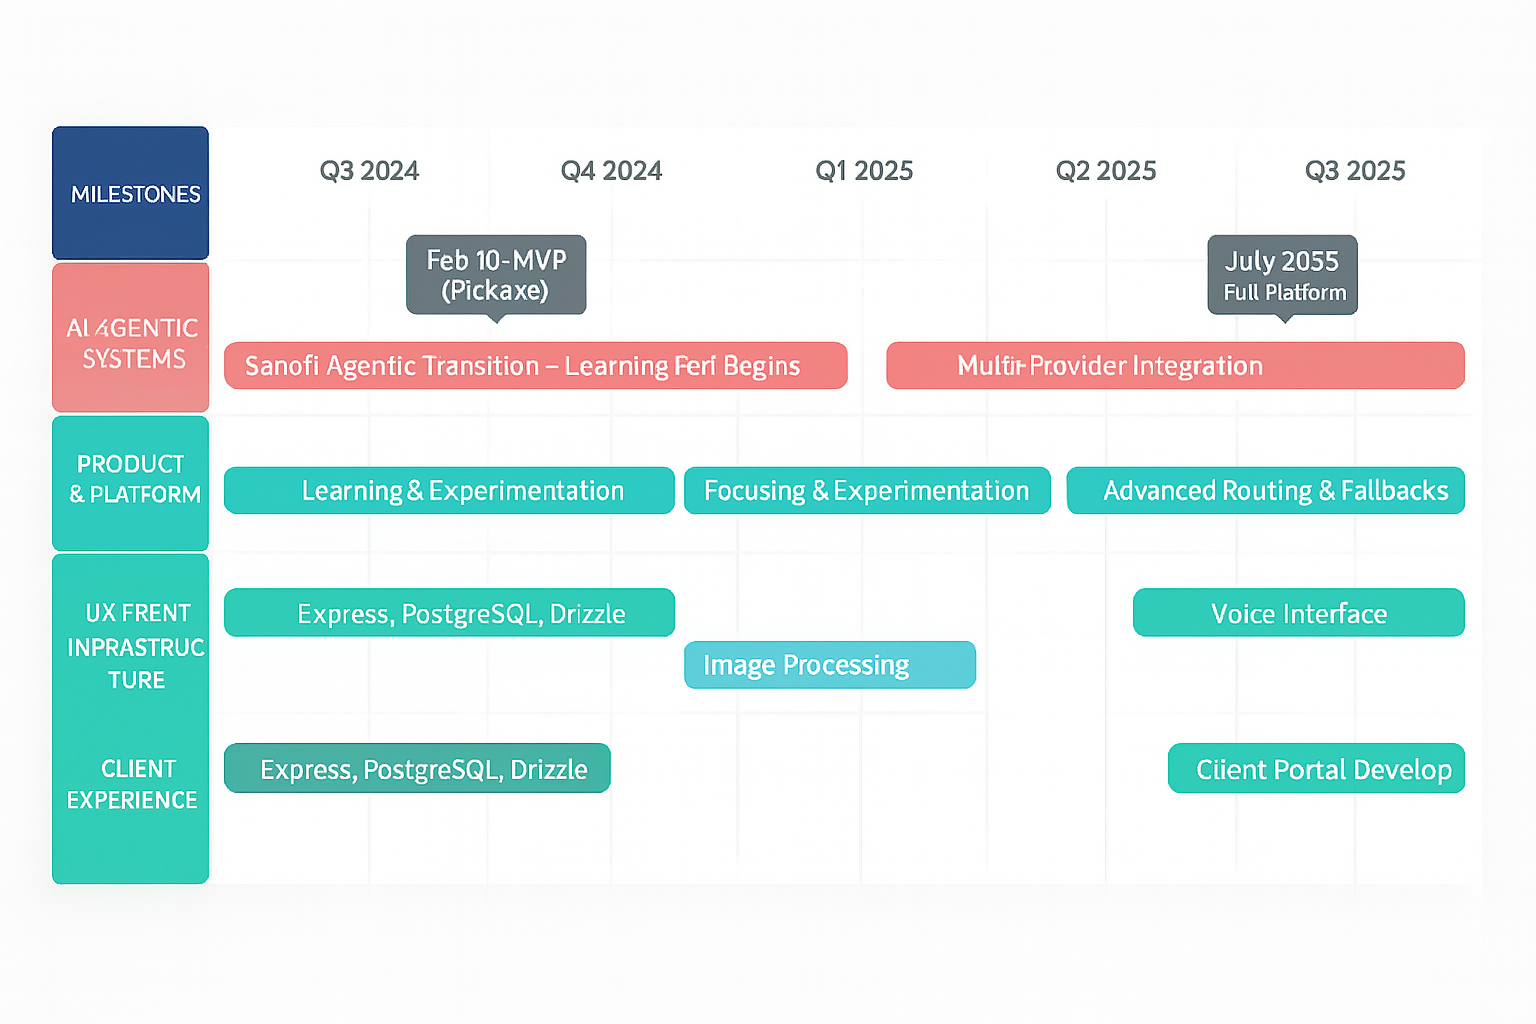 MILESTONES
Q3 2024
Q4 2024
Q1 2025
Q2 2025
Q3 2025
Feb 10-MVP
(Pickaxe)
July 2055
Full Platform
AI 4GENTIC
SYSTEMS
Sanofi Agentic Transition – Learning Ferf Begins
Multir-Provider Integration
PRODUCT
& PLATFORM
Learning & Experimentation
Focusing & Experimentation
Advanced Routing & Fallbacks
UX FRENT
INPRASTRUC
TURE
Express, PostgreSQL, Drizzle
Voice Interface
Image Processing
CLIENT
EXPERIENCE
Express, PostgreSQL, Drizzle
Client Portal Develop